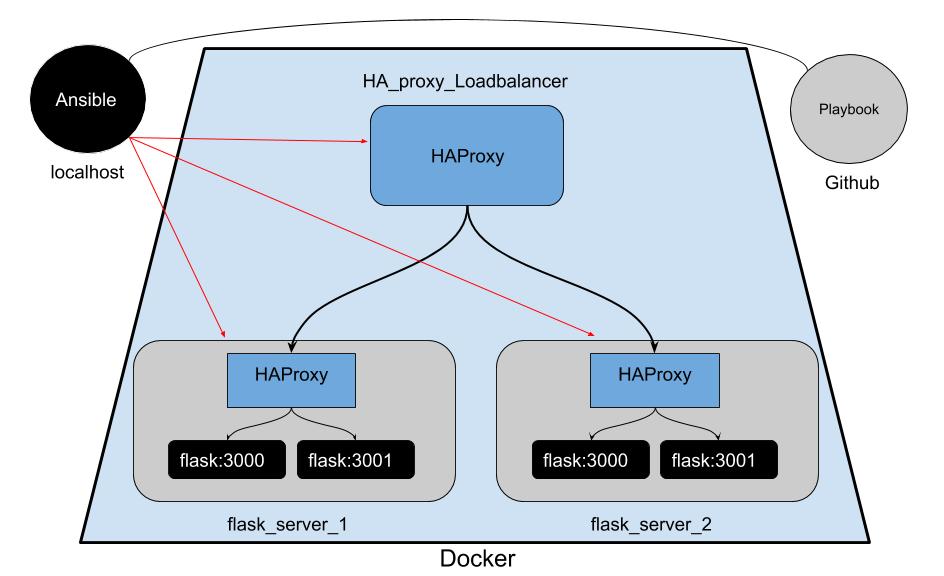 HA_proxy_Loadbalancer
Ansible
Playbook
HAProxy
localhost
Github
HAProxy
HAProxy
flask:3000
flask:3001
flask:3000
flask:3001
flask_server_1
flask_server_2
Docker